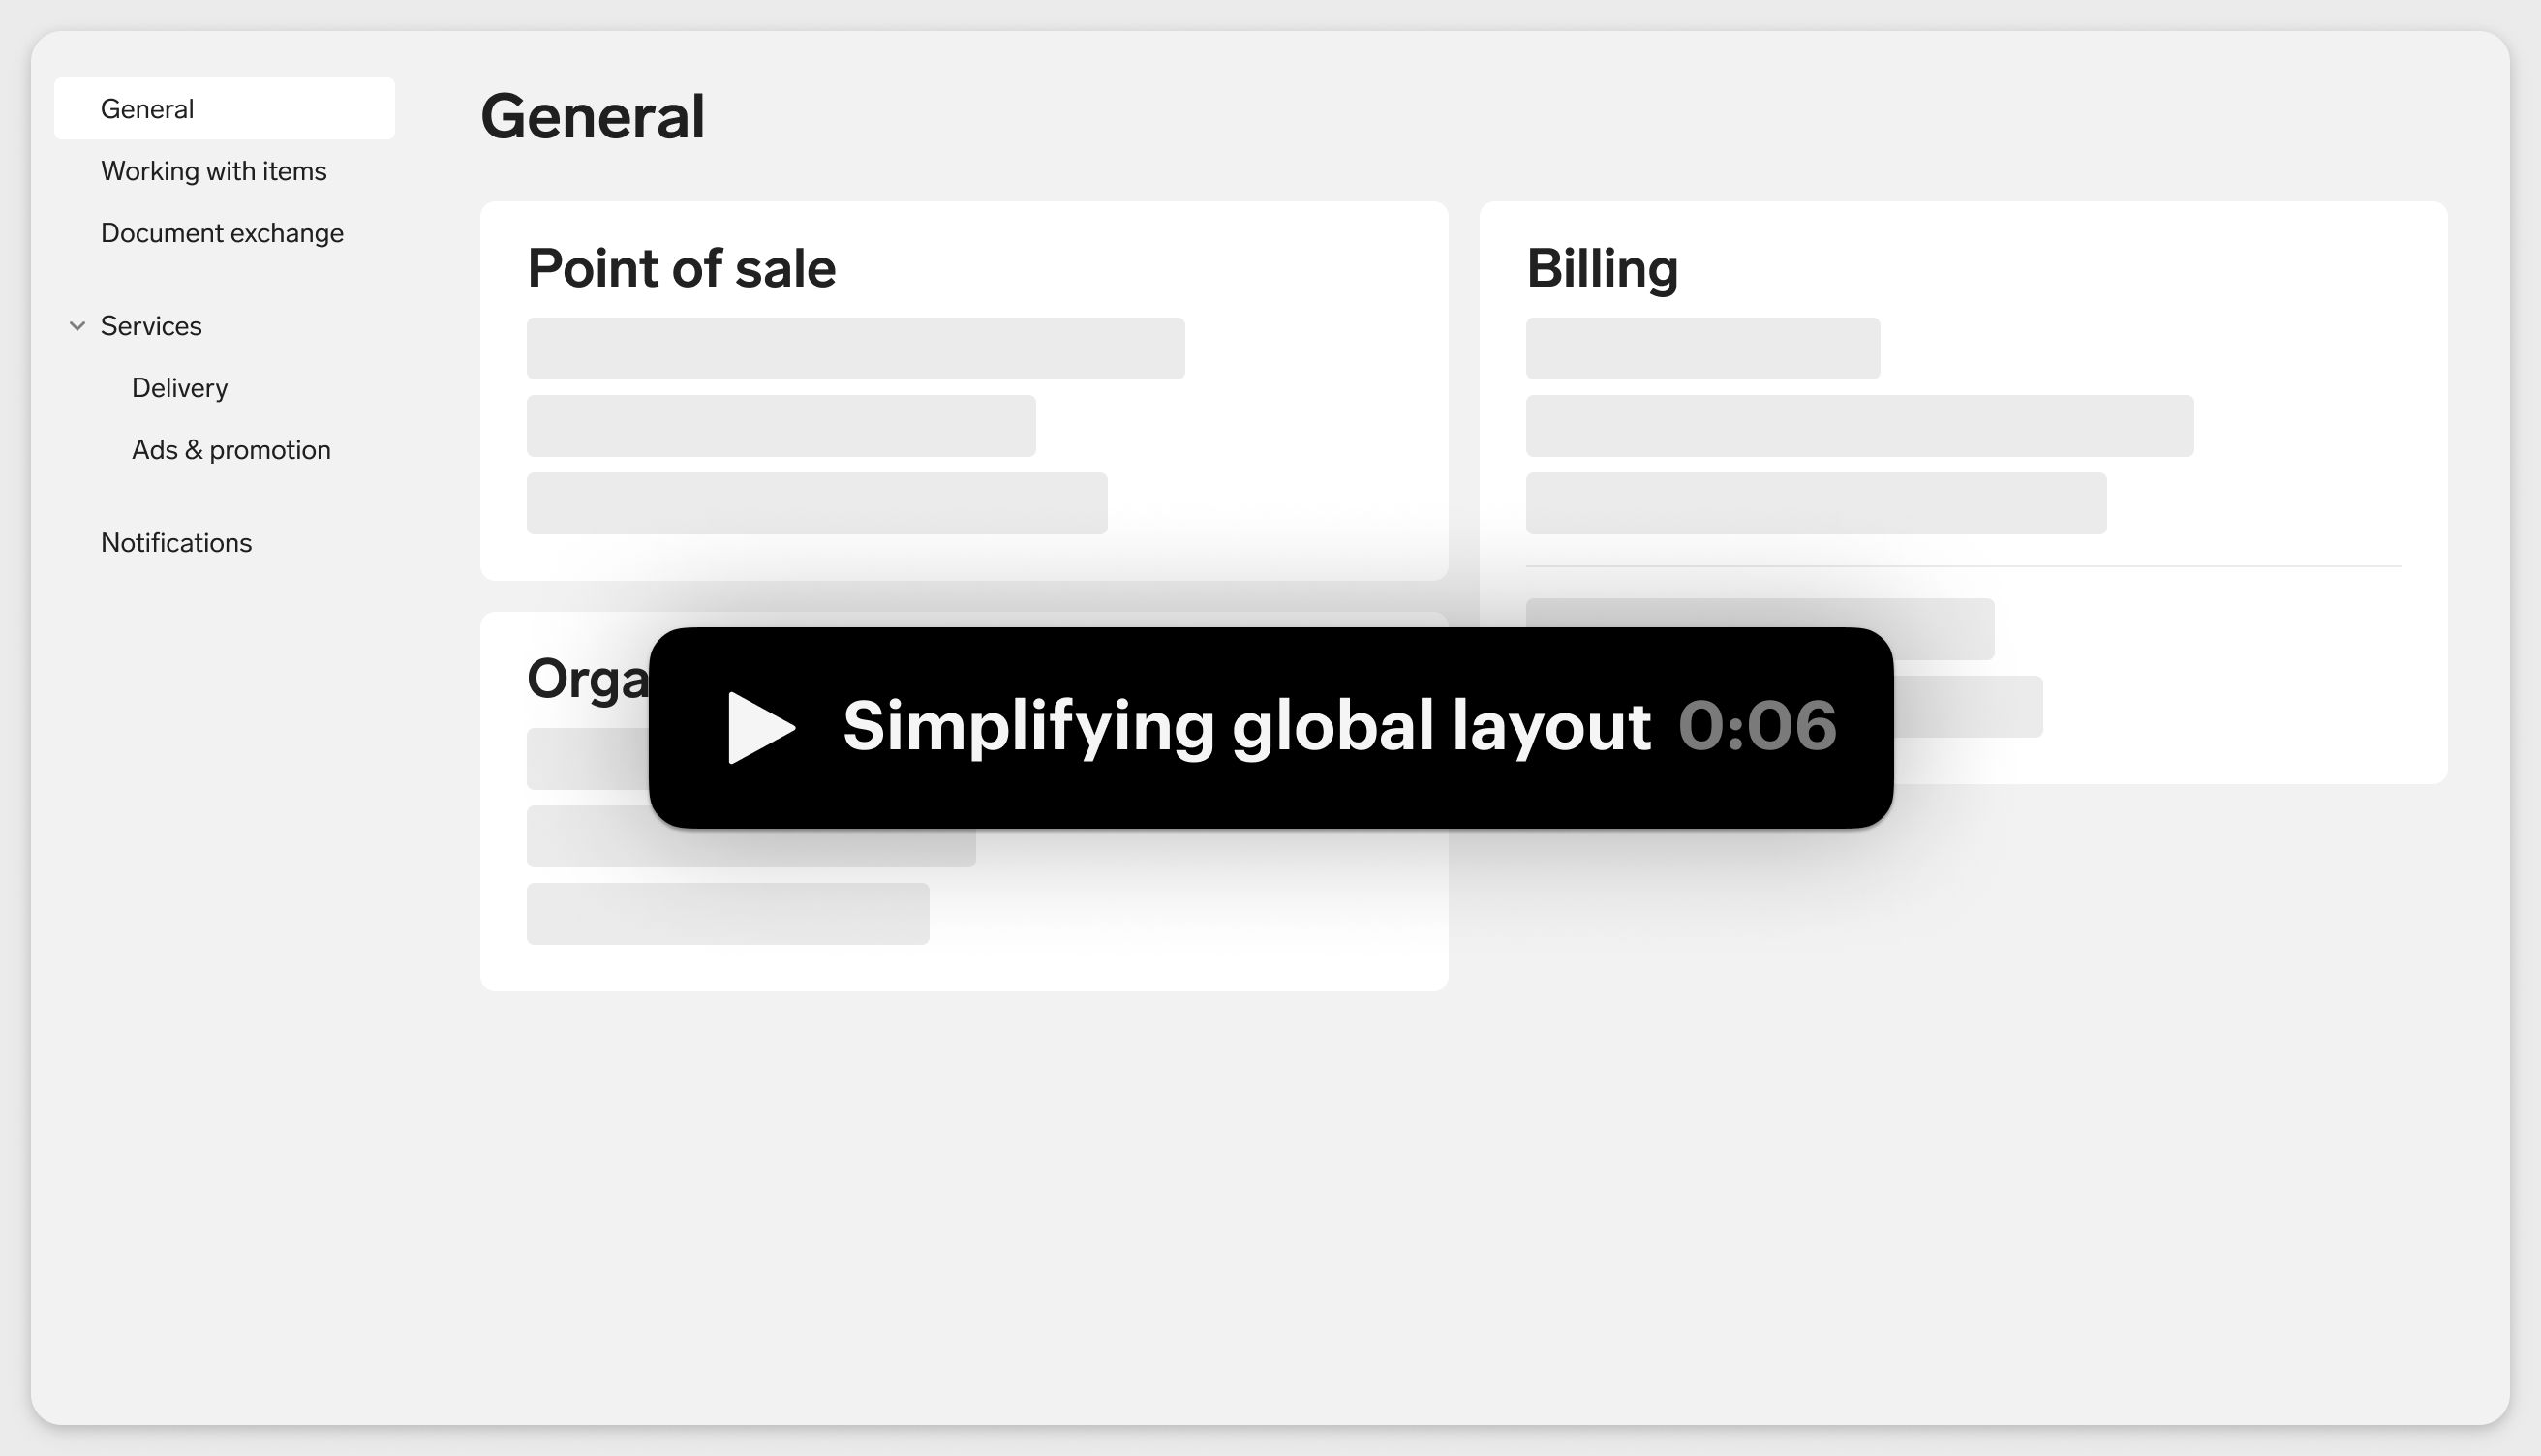 General
Working with items
Document exchange
Services
Delivery
Ads & promotion
Notifications
General
Point of sale
Billing
Orga
Simplifying global layout 0:06